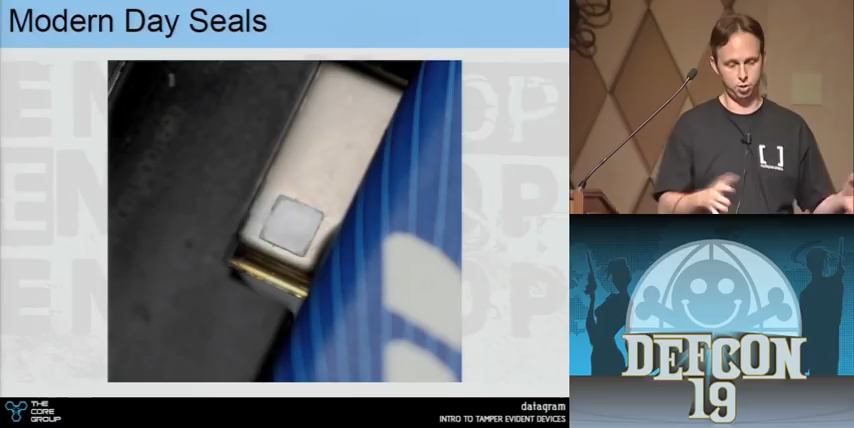 Modern Day Seals
THE
CORE
GROUP
datagram
INTRO TO TAMPER EVIDENT DEVICES
DEFCON
19